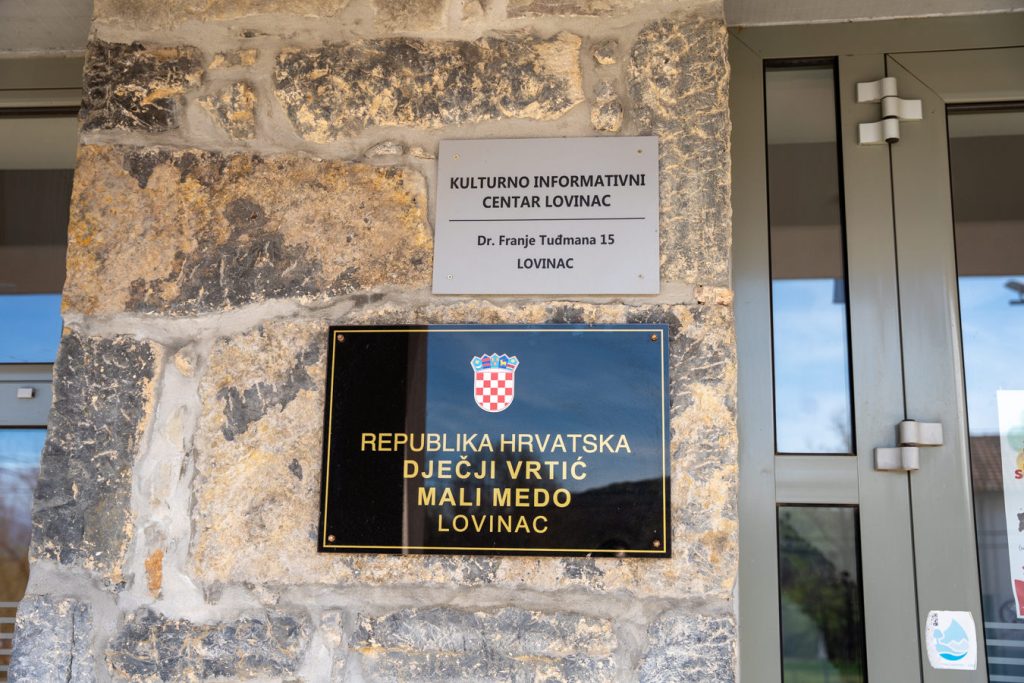 KULTURNO INFORMATIVNI
CENTAR LOVINAC
Dr. Franje Tuđmana 15
LOVINAC
REPUBLIKA HRVATSKA
DJEČJI VRTIĆ
MALI MEDO
LOVINAC